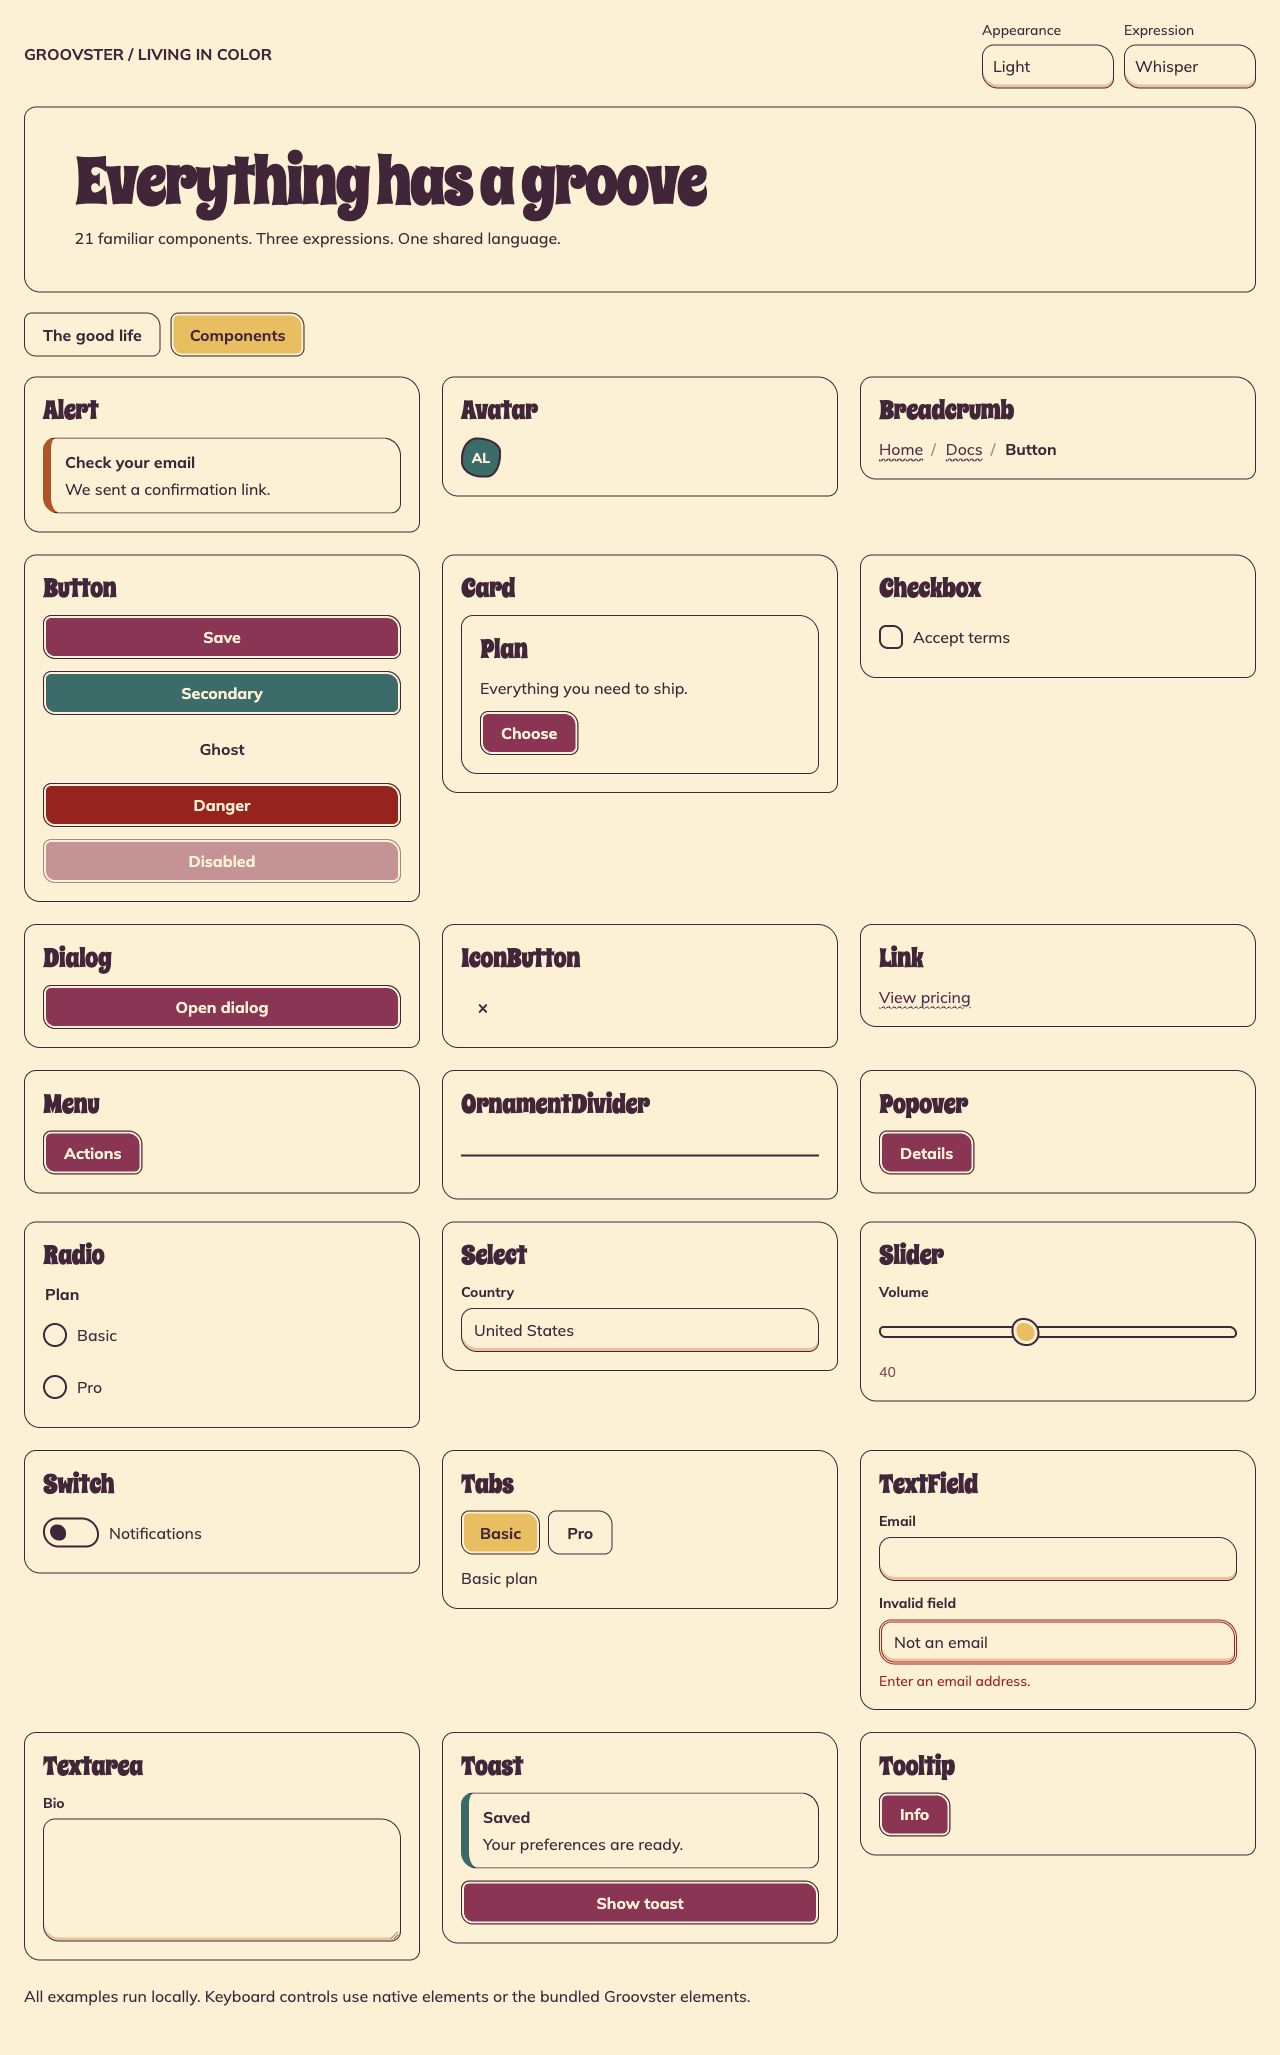 GROOVSTER / LIVING IN COLOR
Appearance
Expression
Light
Whisper
Everything has a groove
21 familiar components. Three expressions. One shared language.
The good life
Components
Alert
Check your email
We sent a confirmation link.
Avatar
AL
Breadcrumb
Home / Docs / Button
Button
Save
Secondary
Ghost
Danger
Disabled
Card
Plan
Everything you need to ship.
Choose
Checkbox
Accept terms
Dialog
Open dialog
IconButton
×
Link
View pricing
Menu
Actions
OrnamentDivider
Popover
Details
Radio
Plan
Basic
Pro
Select
Country
United States
Slider
Volume
40
Switch
Notifications
Tabs
Basic
Pro
Basic plan
TextField
Email
Invalid field
Not an email
Enter an email address.
Textarea
Bio
Toast
Saved
Your preferences are ready.
Show toast
Tooltip
Info
All examples run locally. Keyboard controls use native elements or the bundled Groovster elements.